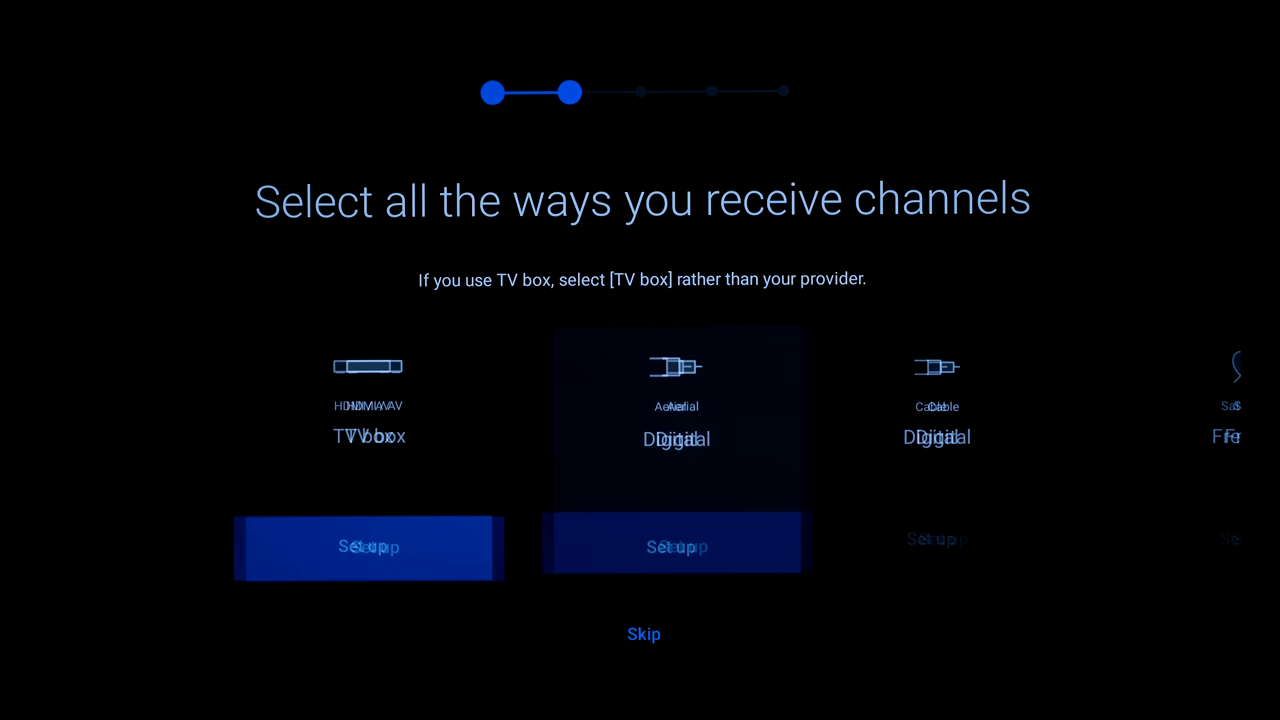 Select all the ways you receive channels
If you use TV box, select [TV box] rather than your provider.
HDMI / AV
Aerial
Cable
TV box
Digital
Digital
Set up
Set up
Set up
Skip